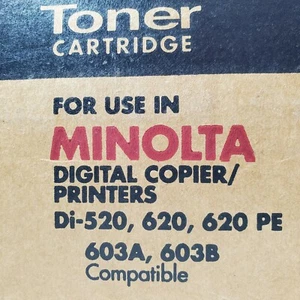 Toner
CARTRIDGE
FOR USE IN
MINOLTA
DIGITAL COPIER/
PRINTERS
Di-520, 620, 620 PE
603A, 603B
Compatible